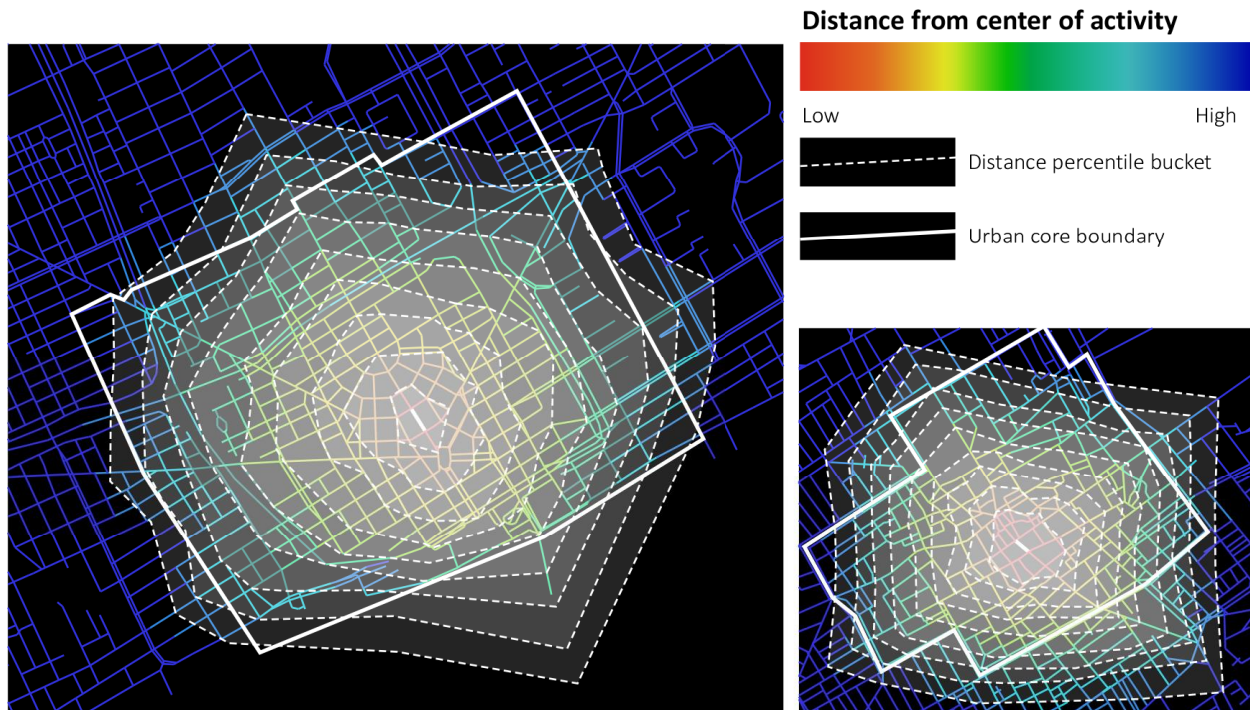 Distance from center of activity
Low
High
Distance percentile bucket
Urban core boundary